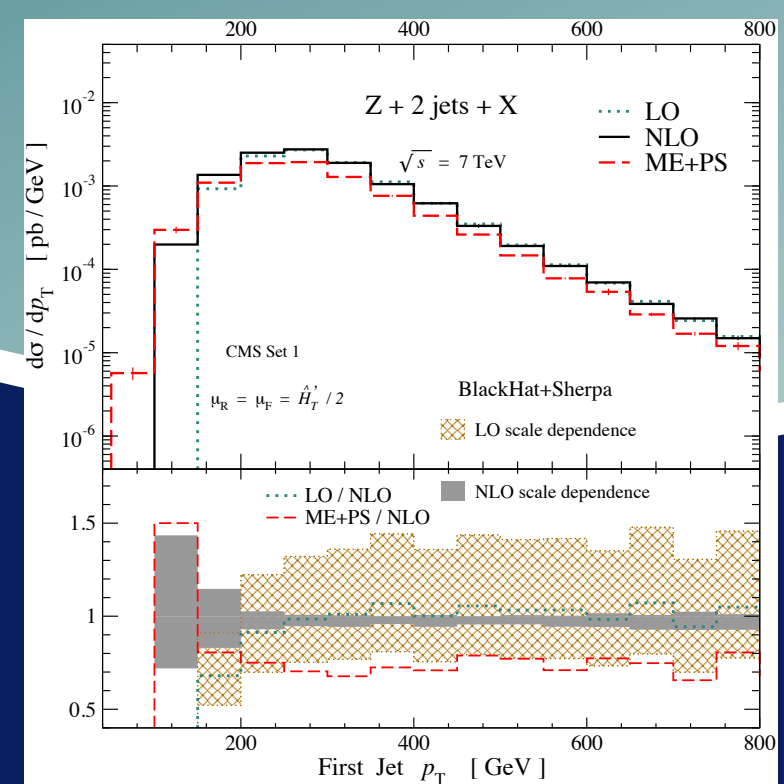 200 400 600 800
Z + 2 jets + X
√s = 7 TeV
LO
NLO
ME+PS
dσ / dp_T [ pb / GeV ]
10^-2
10^-3
10^-4
10^-5
10^-6
CMS Set 1
μ_R = μ_F = Ĥ_T' / 2
BlackHat+Sherpa
LO scale dependence
LO / NLO
ME+PS / NLO
NLO scale dependence
1.5
1
0.5
200 400 600 800
First Jet p_T [ GeV ]